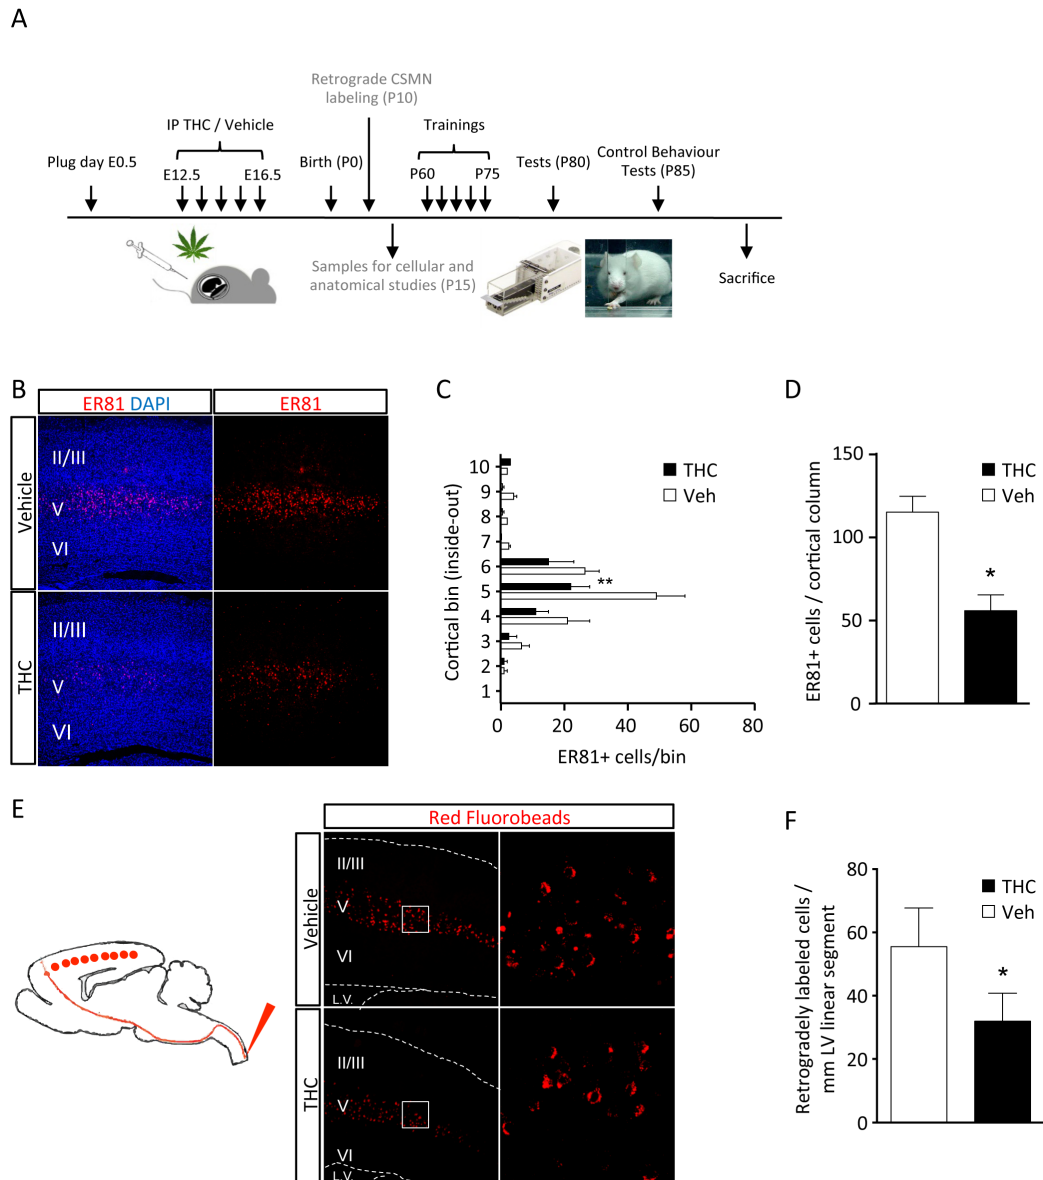 A
Retrograde CSMN
labeling (P10)
IP THC / Vehicle
Trainings
Plug day E0.5
E12.5
E16.5
Birth (P0)
P60
P75
Tests (P80)
Control Behaviour
Tests (P85)
Samples for cellular and
anatomical studies (P15)
Sacrifice
B
ER81 DAPI
ER81
Vehicle
II/III
V
VI
THC
II/III
V
VI
C
Cortical bin (inside-out)
10
9
8
7
6
5
4
3
2
1
THC
Veh
**
0
20
40
60
80
ER81+ cells/bin
D
ER81+ cells / cortical column
150
100
50
0
THC
Veh
*
E
Red Fluorobeads
Vehicle
II/III
V
VI
L.V.
THC
II/III
V
VI
L.V.
F
Retrogradely labeled cells /
mm LV linear segment
80
60
40
20
0
THC
Veh
*